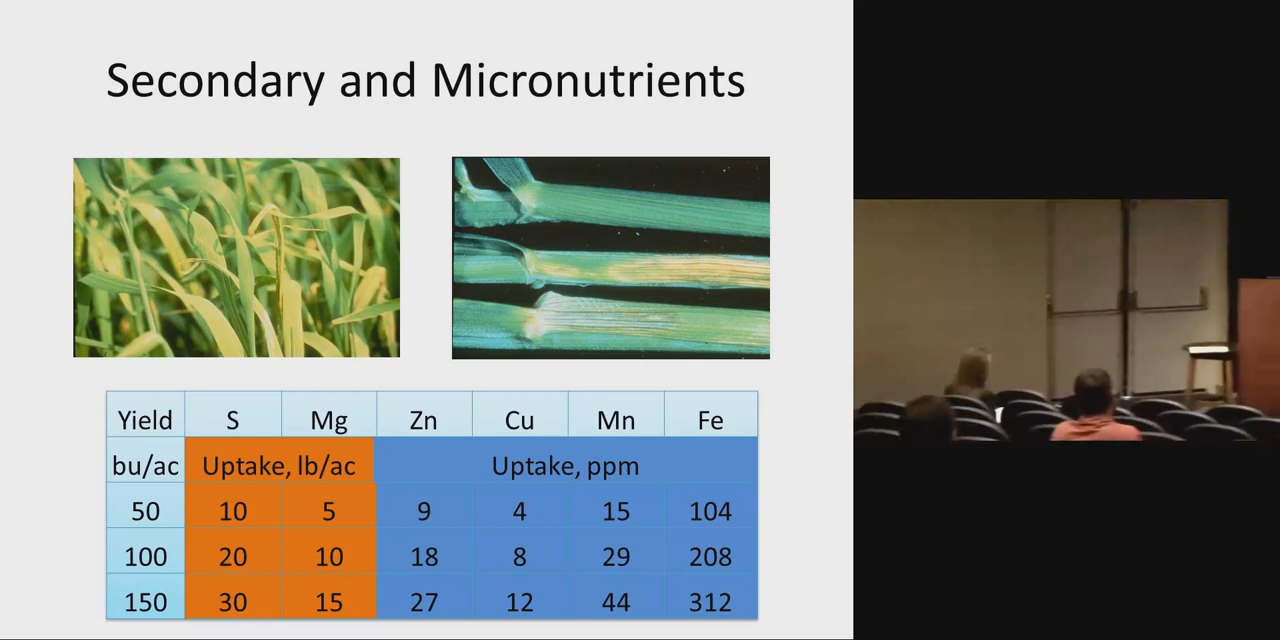 Secondary and Micronutrients
Yield S Mg Zn Cu Mn Fe
bu/ac Uptake, lb/ac Uptake, ppm
50 10 5 9 4 15 104
100 20 10 18 8 29 208
150 30 15 27 12 44 312